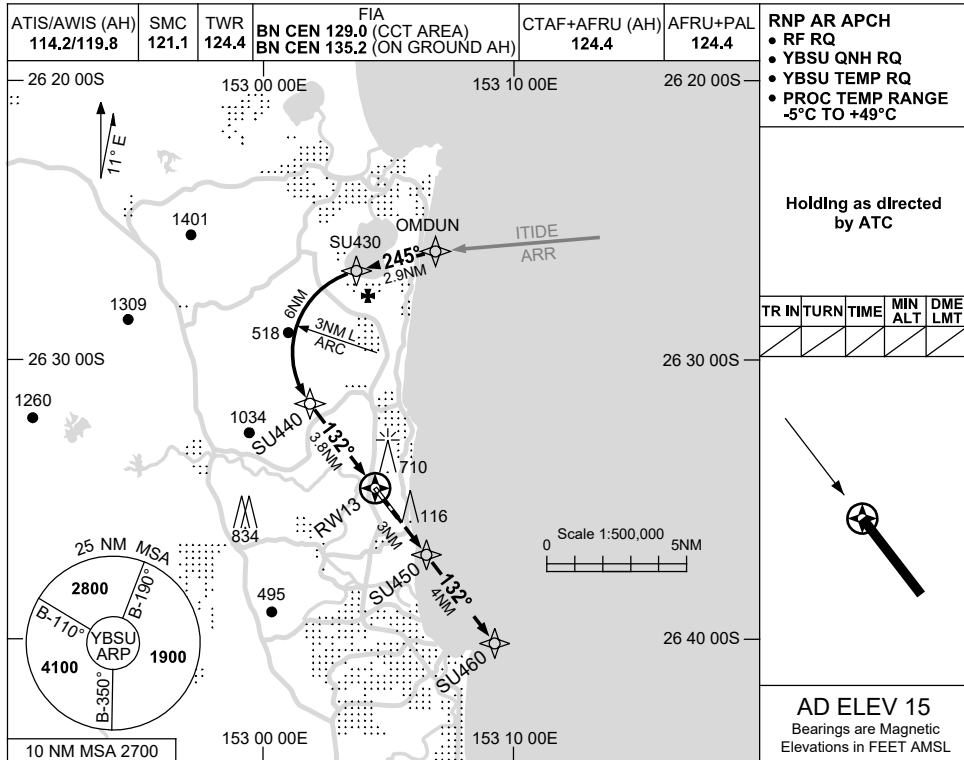 ATIS/AWIS (AH)
114.2/119.8
SMC
121.1
TWR
124.4
FIA
BN CEN 129.0 (CCT AREA)
BN CEN 135.2 (ON GROUND AH)
CTAF+AFRU (AH)
124.4
AFRU+PAL
124.4
RNP AR APCH
• RF RQ
• YBSU QNH RQ
• YBSU TEMP RQ
• PROC TEMP RANGE
-5°C TO +49°C
Holding as directed
by ATC
TR IN
TURN
TIME
MIN
ALT
DME
LMT
26 20 00S
153 00 00E
153 10 00E
26 20 00S
11° E
1401
SU430
OMDUN
ITIDE
ARR
245°
2.9NM
1309
6NM
518
3NM L
ARC
26 30 00S
26 30 00S
1260
1034
SU440
132°
3.8NM
710
RW13
116
3NM
834
Scale 1:500,000
0
5NM
SU450
132°
4NM
495
26 40 00S
SU460
25 NM MSA
2800
B-190°
B-110°
YBSU
ARP
4100
1900
B-350°
10 NM MSA 2700
153 00 00E
153 10 00E
AD ELEV 15
Bearings are Magnetic
Elevations in FEET AMSL